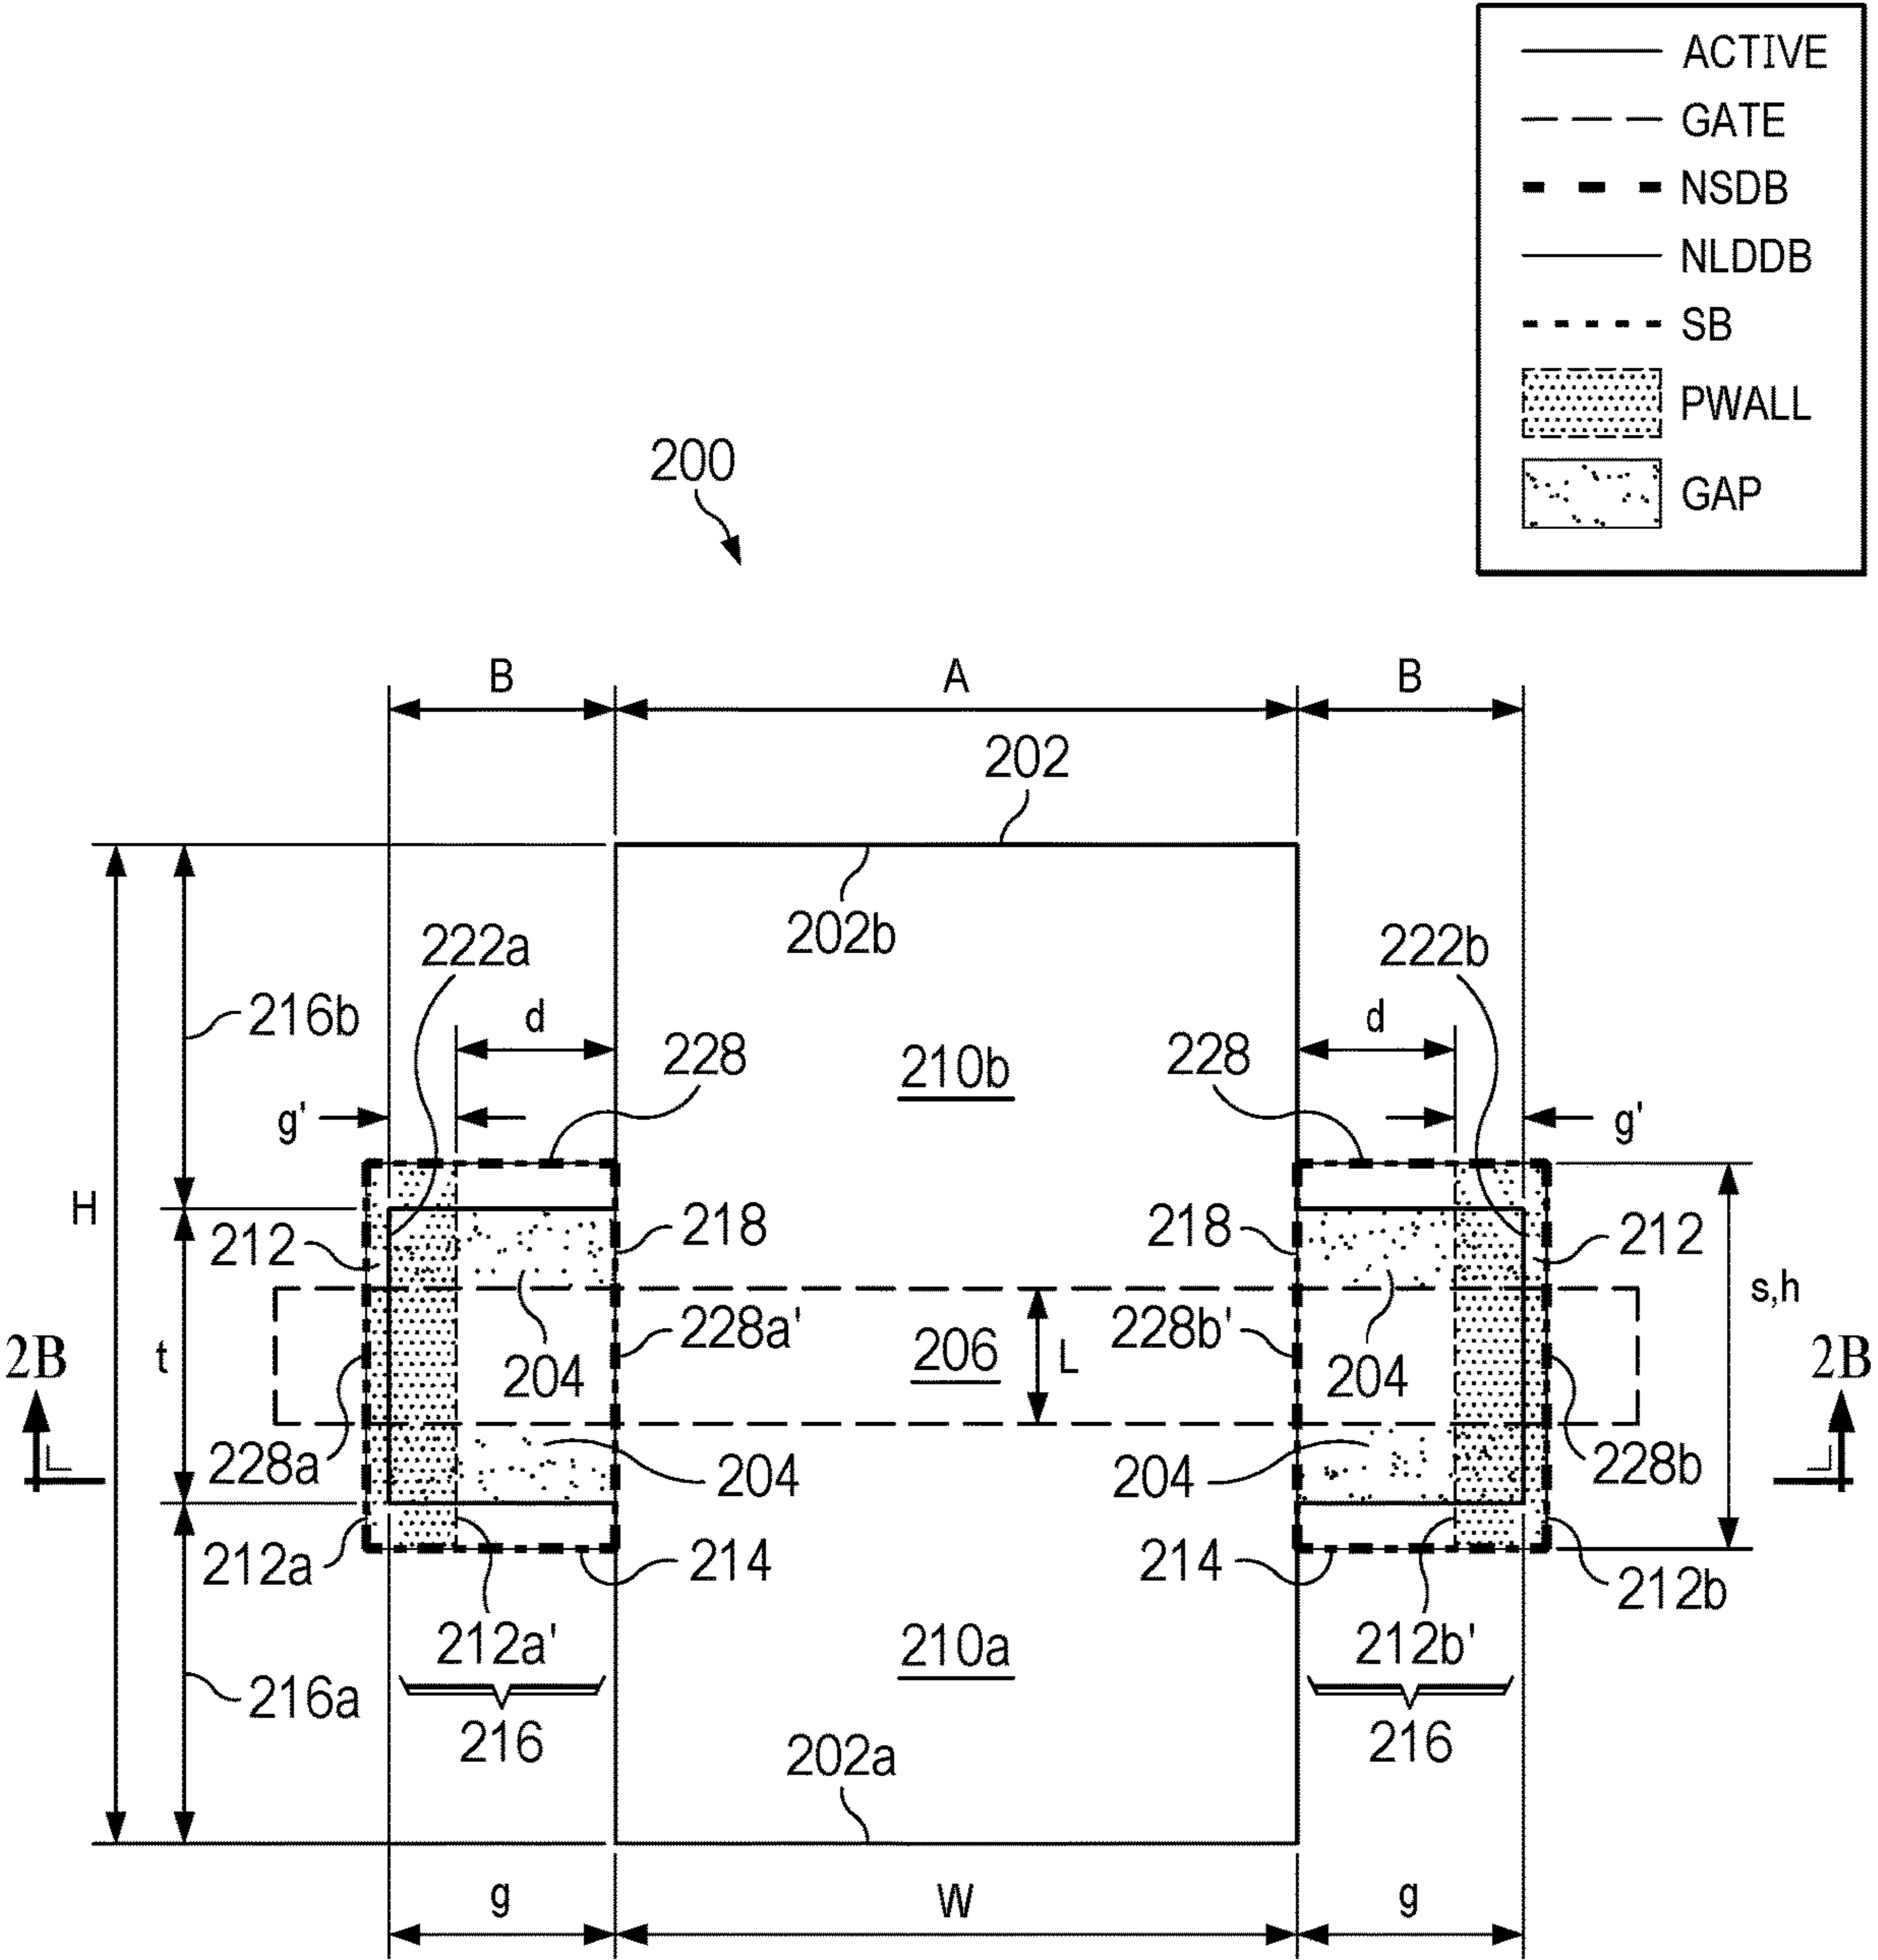 ACTIVE
GATE
NSDB
NLDDB
SB
PWALL
GAP
200
B A B
202
202b
222a 222b
216b d d
228 210b 228
g' g'
H 212 218 218 212
s,h
228a' 228b'
2B t 204 206 L 204 2B
228a 204 204 228b
212a 214 214 212b
212a' 210a 212b'
216a 216 216
202a
g W g